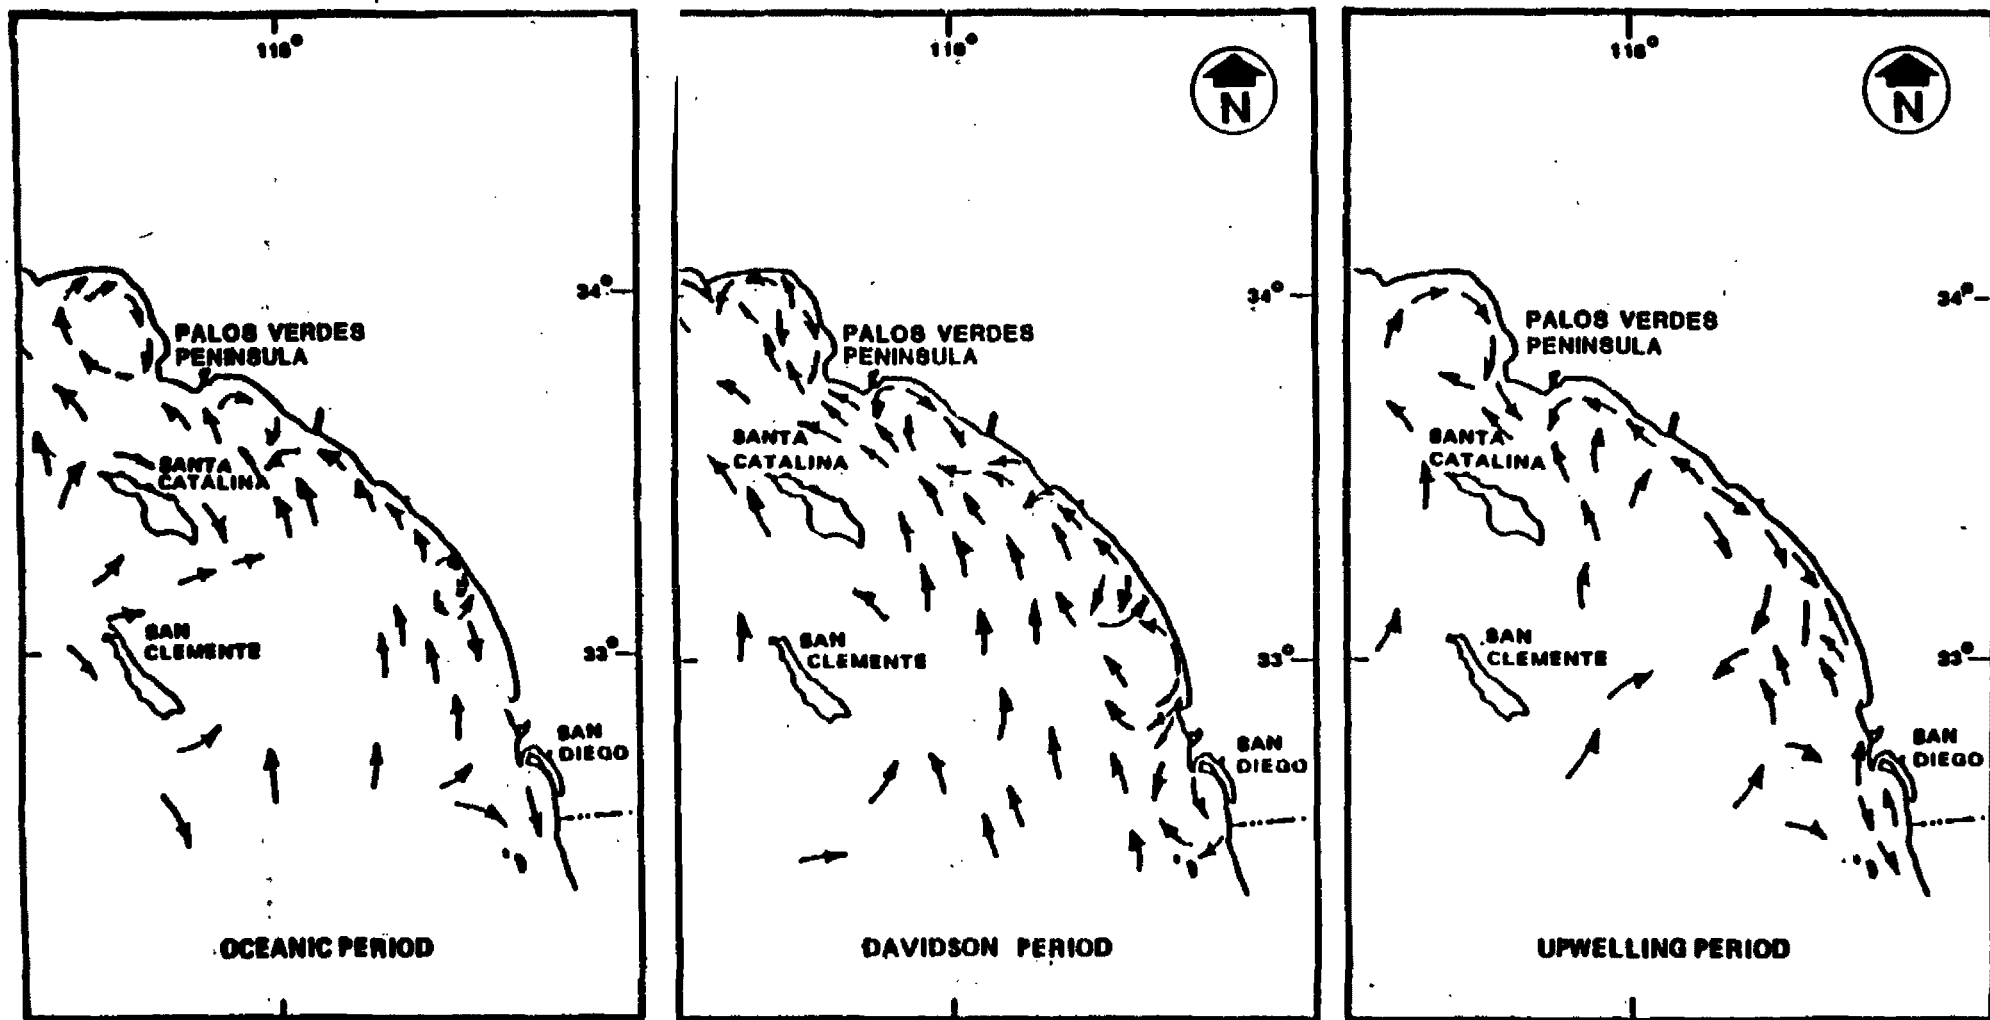 118°
34°
PALOS VERDES
PENINSULA
SANTA
CATALINA
SAN
CLEMENTE
33°
SAN
DIEGO
OCEANIC PERIOD
118°
N
34°
PALOS VERDES
PENINSULA
SANTA
CATALINA
SAN
CLEMENTE
33°
SAN
DIEGO
DAVIDSON PERIOD
118°
N
34°
PALOS VERDES
PENINSULA
SANTA
CATALINA
SAN
CLEMENTE
33°
SAN
DIEGO
UPWELLING PERIOD